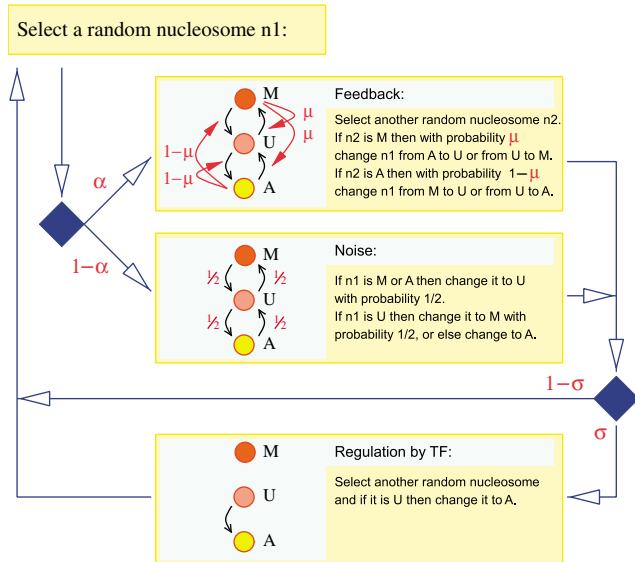 Select a random nucleosome n1:
M
U
A
μ
μ
1–μ
1–μ
Feedback:
Select another random nucleosome n2.
If n2 is M then with probability μ
change n1 from A to U or from U to M.
If n2 is A then with probability 1–μ
change n1 from M to U or from U to A.
α
1–α
M
½ ½
U
½ ½
A
Noise:
If n1 is M or A then change it to U
with probability 1/2.
If n1 is U then change it to M with
probability 1/2, or else change to A.
1–σ
σ
M
U
A
Regulation by TF:
Select another random nucleosome
and if it is U then change it to A.